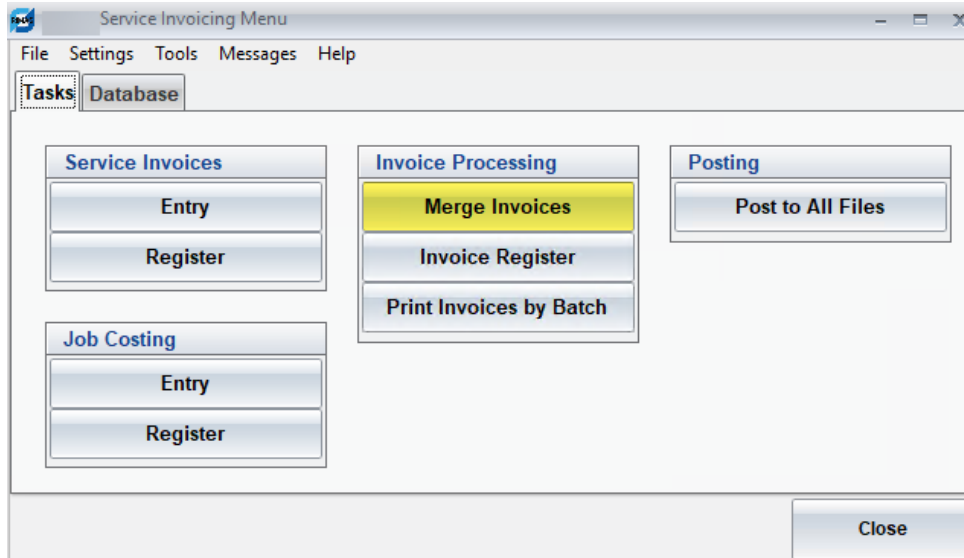 Service Invoicing Menu
File Settings Tools Messages Help
Tasks Database
Service Invoices
Entry
Register
Job Costing
Entry
Register
Invoice Processing
Merge Invoices
Invoice Register
Print Invoices by Batch
Posting
Post to All Files
Close